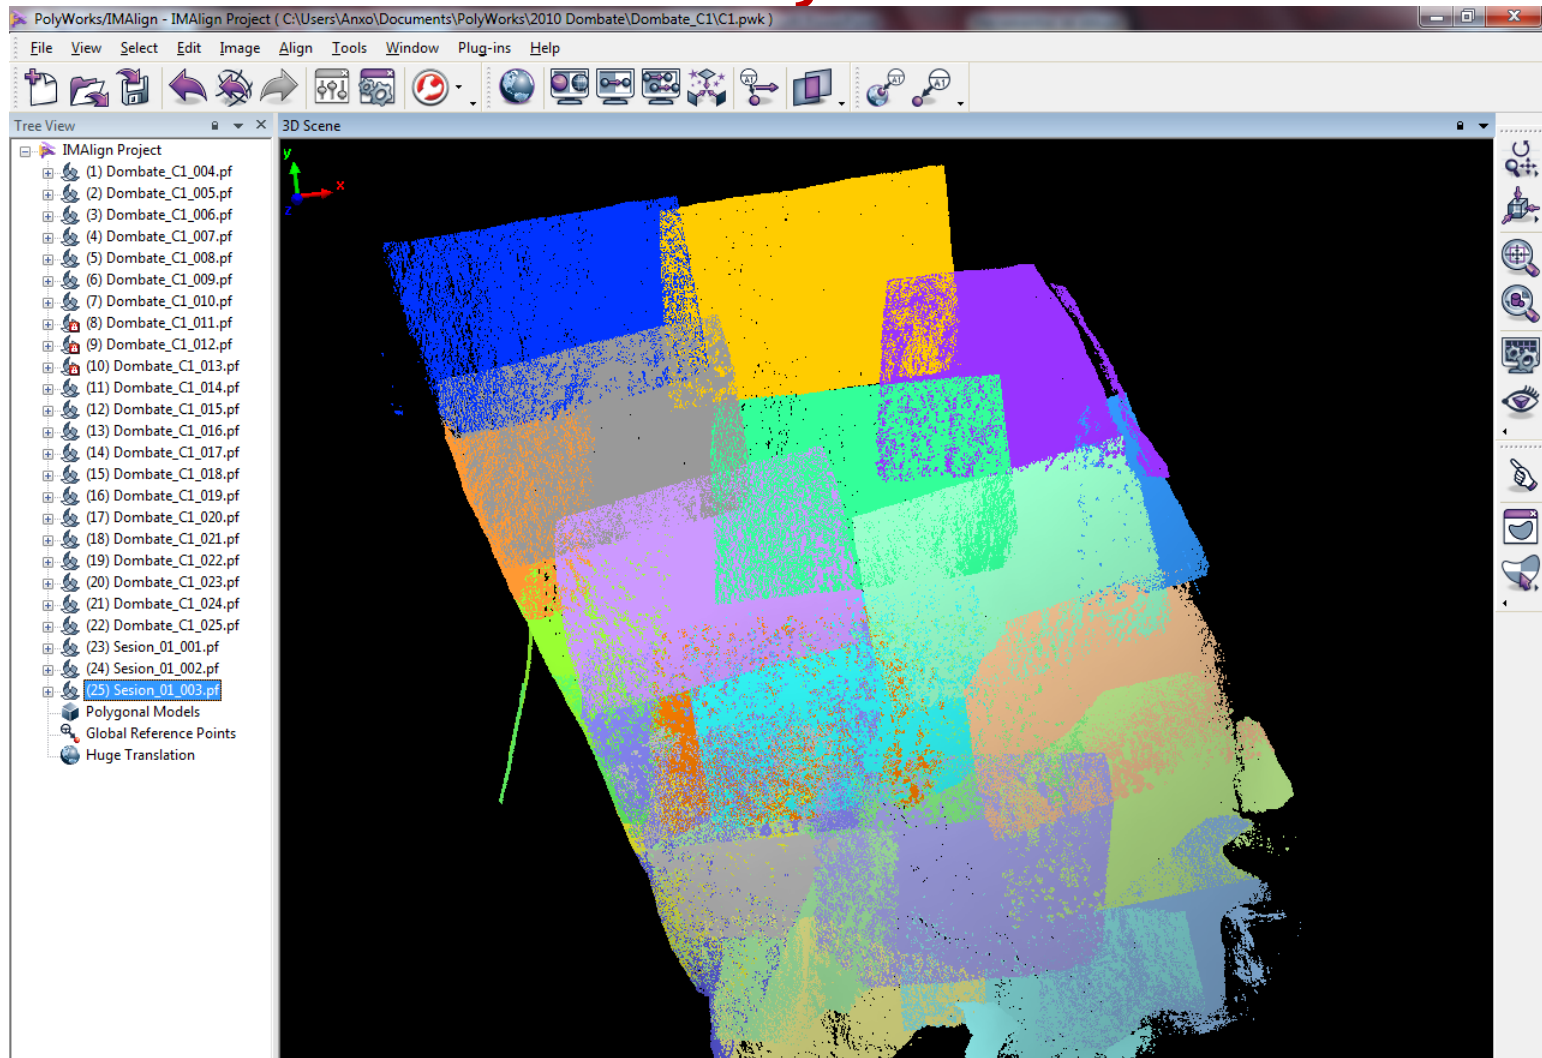 PolyWorks/IMAlign - IMAlign Project ( C:\Users\Anxo\Documents\PolyWorks\2010 Dombate\Dombate_C1\C1.pwk )
File View Select Edit Image Align Tools Window Plug-ins Help
Tree View
3D Scene
IMAlign Project
(1) Dombate_C1_004.pf
(2) Dombate_C1_005.pf
(3) Dombate_C1_006.pf
(4) Dombate_C1_007.pf
(5) Dombate_C1_008.pf
(6) Dombate_C1_009.pf
(7) Dombate_C1_010.pf
(8) Dombate_C1_011.pf
(9) Dombate_C1_012.pf
(10) Dombate_C1_013.pf
(11) Dombate_C1_014.pf
(12) Dombate_C1_015.pf
(13) Dombate_C1_016.pf
(14) Dombate_C1_017.pf
(15) Dombate_C1_018.pf
(16) Dombate_C1_019.pf
(17) Dombate_C1_020.pf
(18) Dombate_C1_021.pf
(19) Dombate_C1_022.pf
(20) Dombate_C1_023.pf
(21) Dombate_C1_024.pf
(22) Dombate_C1_025.pf
(23) Sesion_01_001.pf
(24) Sesion_01_002.pf
(25) Sesion_01_003.pf
Polygonal Models
Global Reference Points
Huge Translation
y
x
z